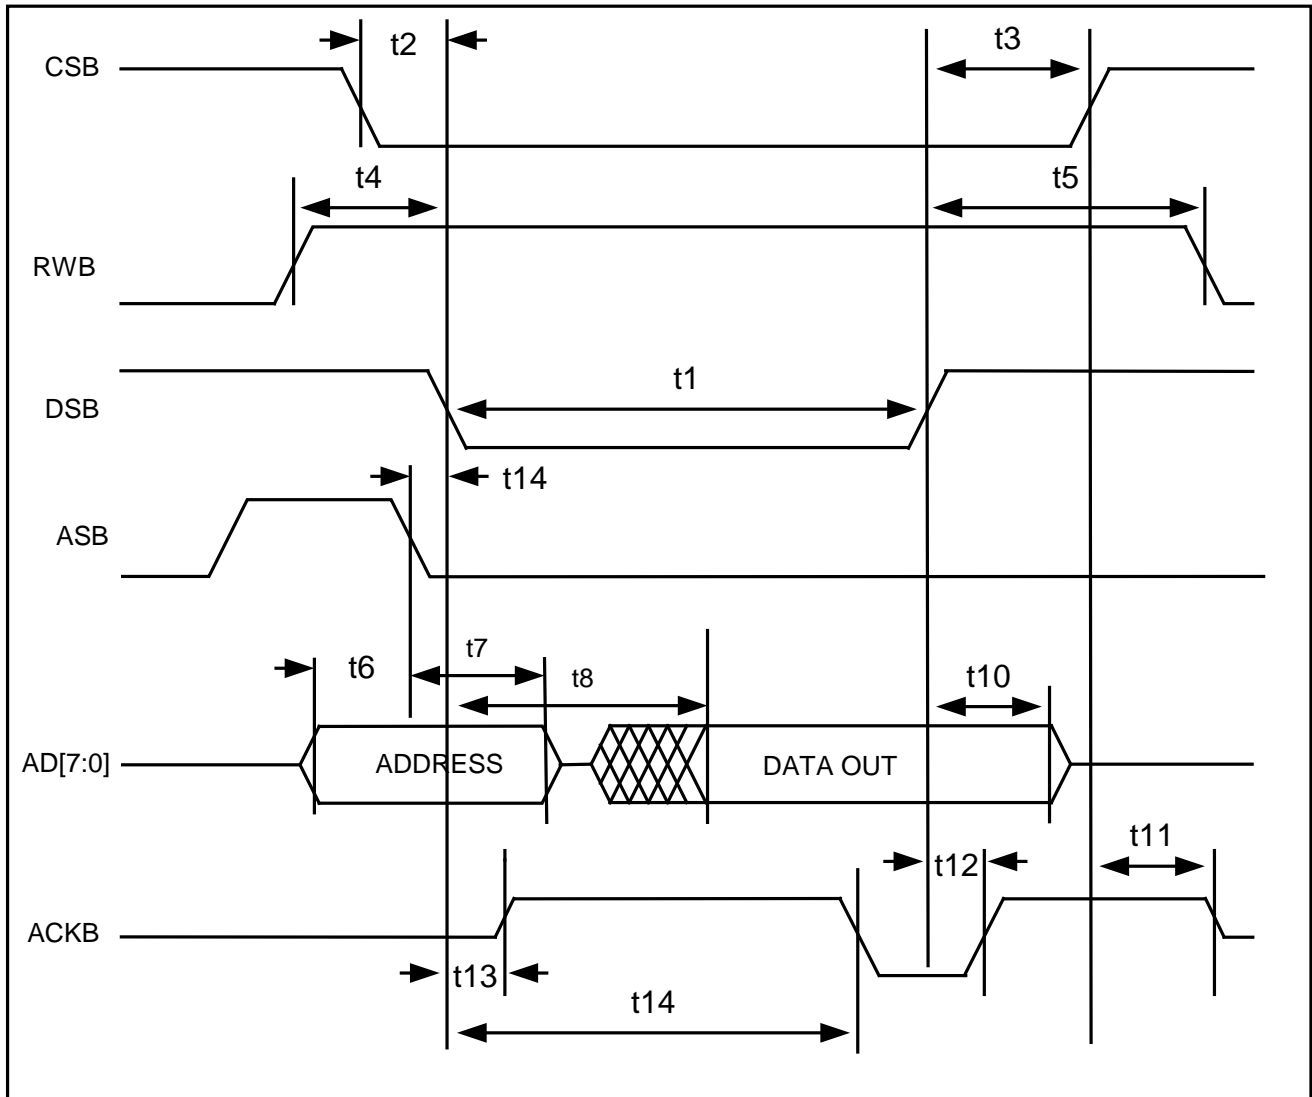 t2
t3
CSB
t4
t5
RWB
t1
DSB
t14
ASB
t6
t7
t8
t10
AD[7:0]
ADDRESS
DATA OUT
t11
t12
ACKB
t13
t14